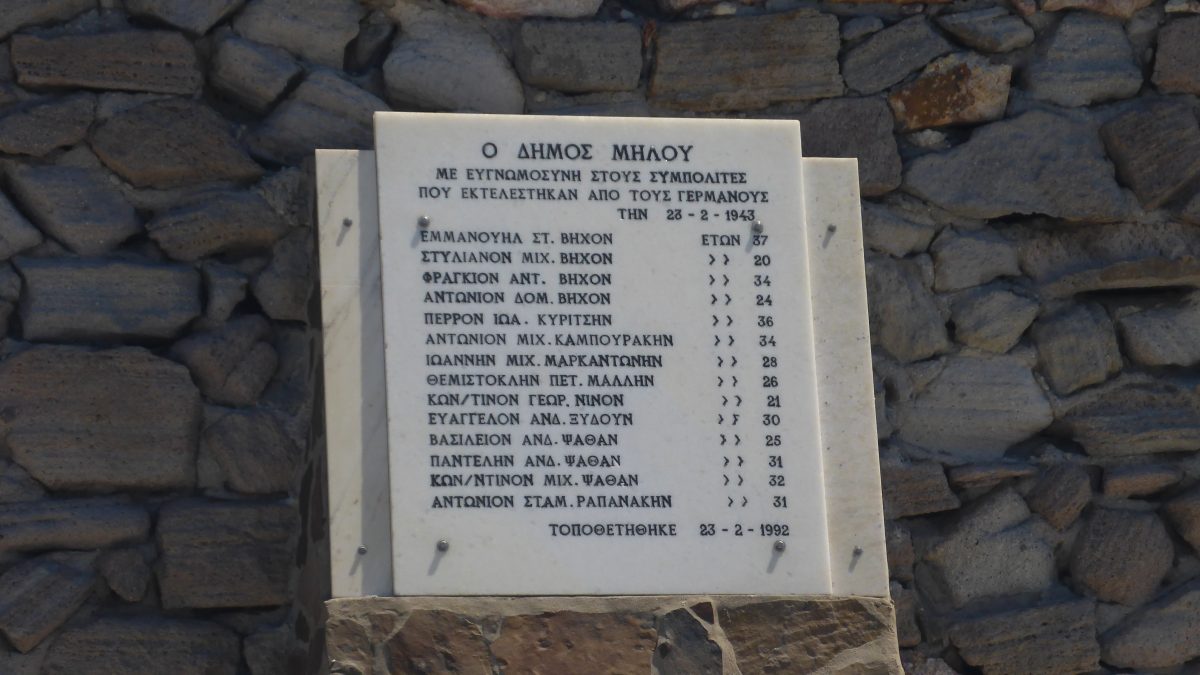 Ο ΔΗΜΟΣ ΜΗΛΟΥ
ΜΕ ΕΥΓΝΩΜΟΣΥΝΗ ΣΤΟΥΣ ΣΥΜΠΟΛΙΤΕΣ
ΠΟΥ ΕΚΤΕΛΕΣΤΗΚΑΝ ΑΠΟ ΤΟΥΣ ΓΕΡΜΑΝΟΥΣ
ΤΗΝ 23 - 2 - 1943
ΕΜΜΑΝΟΥΗΛ ΣΤ. ΒΗΧΟΝ ΕΤΩΝ 37
ΣΤΥΛΙΑΝΟΝ ΜΙΧ. ΒΗΧΟΝ 〉〉 20
ΦΡΑΓΚΙΟΝ ΑΝΤ. ΒΗΧΟΝ 〉〉 34
ΑΝΤΩΝΙΟΝ ΔΟΜ. ΒΗΧΟΝ 〉〉 24
ΠΕΡΡΟΝ ΙΩΑ. ΚΥΡΙΤΣΗΝ 〉〉 36
ΑΝΤΩΝΙΟΝ ΜΙΧ. ΚΑΜΠΟΥΡΑΚΗΝ 〉〉 34
ΙΩΑΝΝΗΝ ΜΙΧ. ΜΑΡΚΑΝΤΩΝΗΝ 〉〉 28
ΘΕΜΙΣΤΟΚΛΗΝ ΠΕΤ. ΜΑΛΛΗΝ 〉〉 26
ΚΩΝ/ΤΙΝΟΝ ΓΕΩΡ. ΝΙΝΟΝ 〉〉 21
ΕΥΑΓΓΕΛΟΝ ΑΝΔ. ΞΥΔΟΥΝ 〉〉 30
ΒΑΣΙΛΕΙΟΝ ΑΝΔ. ΨΑΘΑΝ 〉〉 25
ΠΑΝΤΕΛΗΝ ΑΝΔ. ΨΑΘΑΝ 〉〉 31
ΚΩΝ/ΝΤΙΝΟΝ ΜΙΧ. ΨΑΘΑΝ 〉〉 32
ΑΝΤΩΝΙΟΝ ΣΤΑΜ. ΡΑΠΑΝΑΚΗΝ 〉〉 31
ΤΟΠΟΘΕΤΗΘΗΚΕ 23 - 2 - 1992